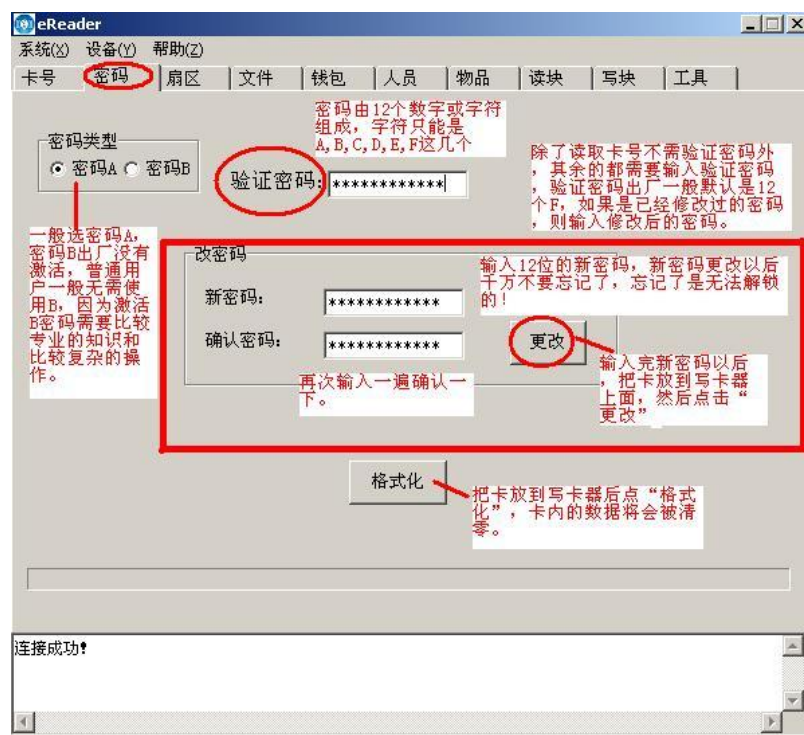 eReader
系统(X) 设备(Y) 帮助(Z)
卡号 密码 扇区 文件 钱包 人员 物品 读块 写块 工具
密码由12个数字或字符
组成，字符只能是
A,B,C,D,E,F这几个
密码类型
密码A 密码B
验证密码: ************
除了读取卡号不需验证密码外
，其余的都需要输入验证密码
，验证密码出厂一般默认是12
个F，如果是已经修改过的密码
，则输入修改后的密码。
一般选密码A,
密码B出厂没有
激活，普通用
户一般无需使
用B，因为激活
B密码需要比较
专业的知识和
比较复杂的操
作。
改密码
输入12位的新密码，新密码更改以后
千万不要忘记了，忘记了是无法解锁
的！
新密码: ************
确认密码: ************
更改
再次输入一遍确认一
下。
输入完新密码以后
，把卡放到写卡器
上面，然后点击“
更改”
格式化
把卡放到写卡器后点“格式
化”，卡内的数据将会被清
零。
连接成功!